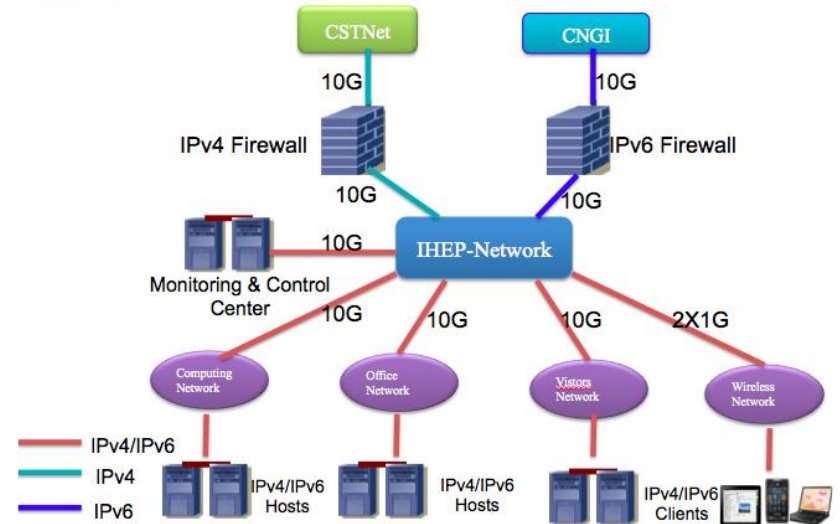 CSTNet
CNGI
10G
10G
IPv4 Firewall
IPv6 Firewall
10G
10G
10G
IHEP-Network
Monitoring & Control
Center
10G
10G
10G
2X1G
Computing
Network
Office
Network
Vistors
Network
Wireless
Network
IPv4/IPv6
IPv4
IPv6
IPv4/IPv6
Hosts
IPv4/IPv6
Hosts
IPv4/IPv6
Clients